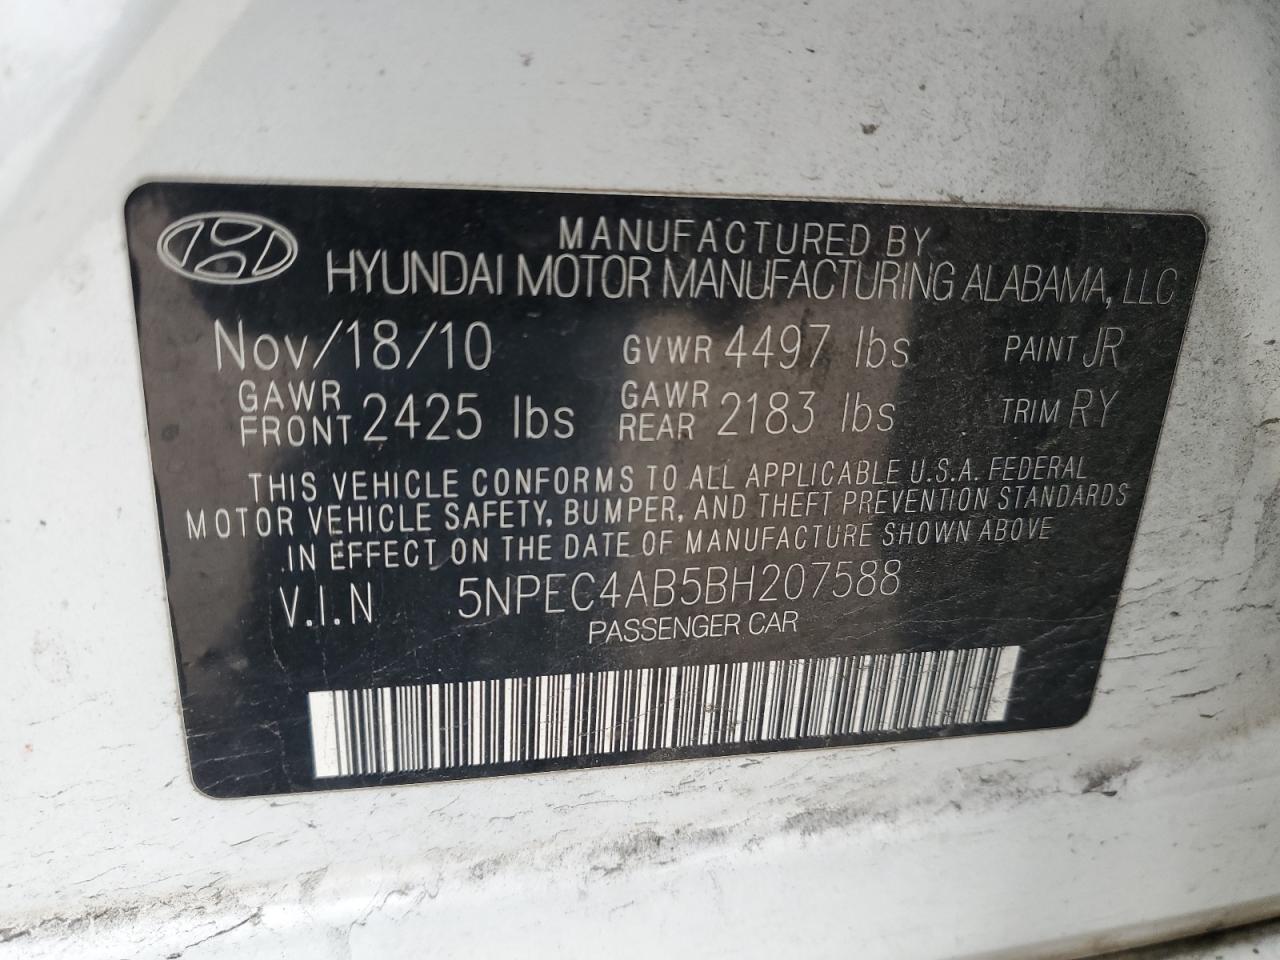 MANUFACTURED BY
HYUNDAI MOTOR MANUFACTURING ALABAMA, LLC
Nov/18/10 GVWR 4497 lbs PAINT JR
GAWR FRONT 2425 lbs GAWR REAR 2183 lbs TRIM RY
THIS VEHICLE CONFORMS TO ALL APPLICABLE U.S.A. FEDERAL
MOTOR VEHICLE SAFETY, BUMPER, AND THEFT PREVENTION STANDARDS
IN EFFECT ON THE DATE OF MANUFACTURE SHOWN ABOVE
V.I.N 5NPEC4AB5BH207588
PASSENGER CAR